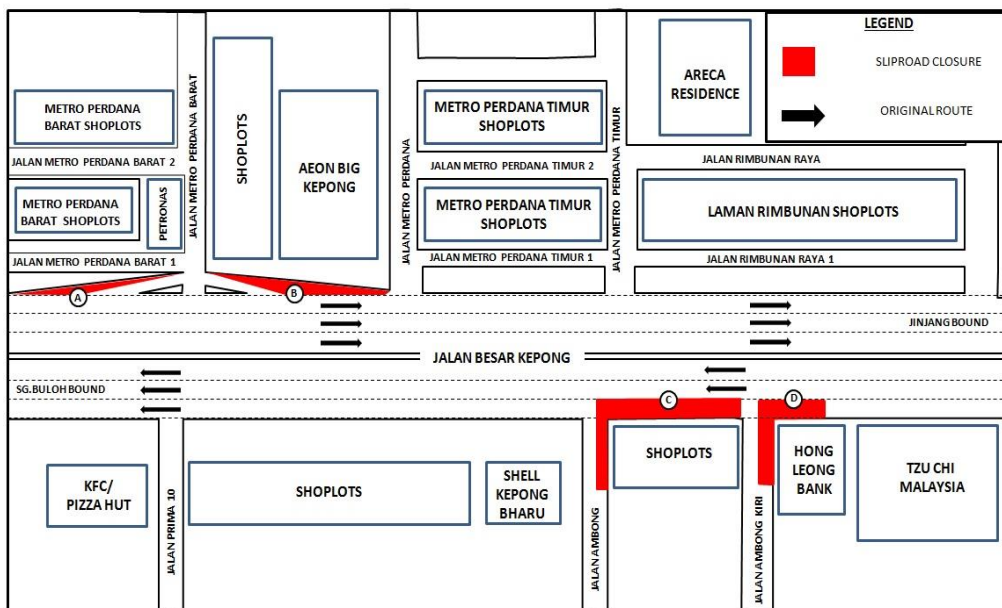 LEGEND
SLIPROAD CLOSURE
ORIGINAL ROUTE
METRO PERDANA
BARAT SHOPLOTS
JALAN METRO PERDANA BARAT 2
METRO PERDANA
BARAT SHOPLOTS
PETRONAS
JALAN METRO PERDANA BARAT 1
JALAN METRO PERDANA BARAT
SHOPLOTS
AEON BIG
KEPONG
JALAN METRO PERDANA
METRO PERDANA TIMUR
SHOPLOTS
JALAN METRO PERDANA TIMUR 2
METRO PERDANA TIMUR
SHOPLOTS
JALAN METRO PERDANA TIMUR 1
JALAN METRO PERDANA TIMUR
ARECA
RESIDENCE
JALAN RIMBUNAN RAYA
LAMAN RIMBUNAN SHOPLOTS
JALAN RIMBUNAN RAYA 1
A
B
JINJANG BOUND
JALAN BESAR KEPONG
SG.BULOH BOUND
C
D
KFC/
PIZZA HUT
JALAN PRIMA 10
SHOPLOTS
SHELL
KEPONG
BHARU
JALAN AMBONG
SHOPLOTS
JALAN AMBONG KIRI
HONG
LEONG
BANK
TZU CHI
MALAYSIA